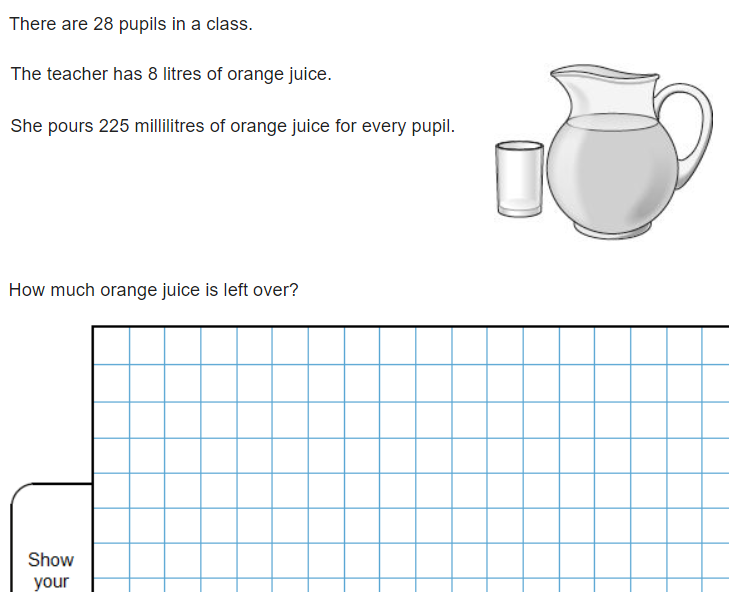 There are 28 pupils in a class.
The teacher has 8 litres of orange juice.
She pours 225 millilitres of orange juice for every pupil.
How much orange juice is left over?
Show
your